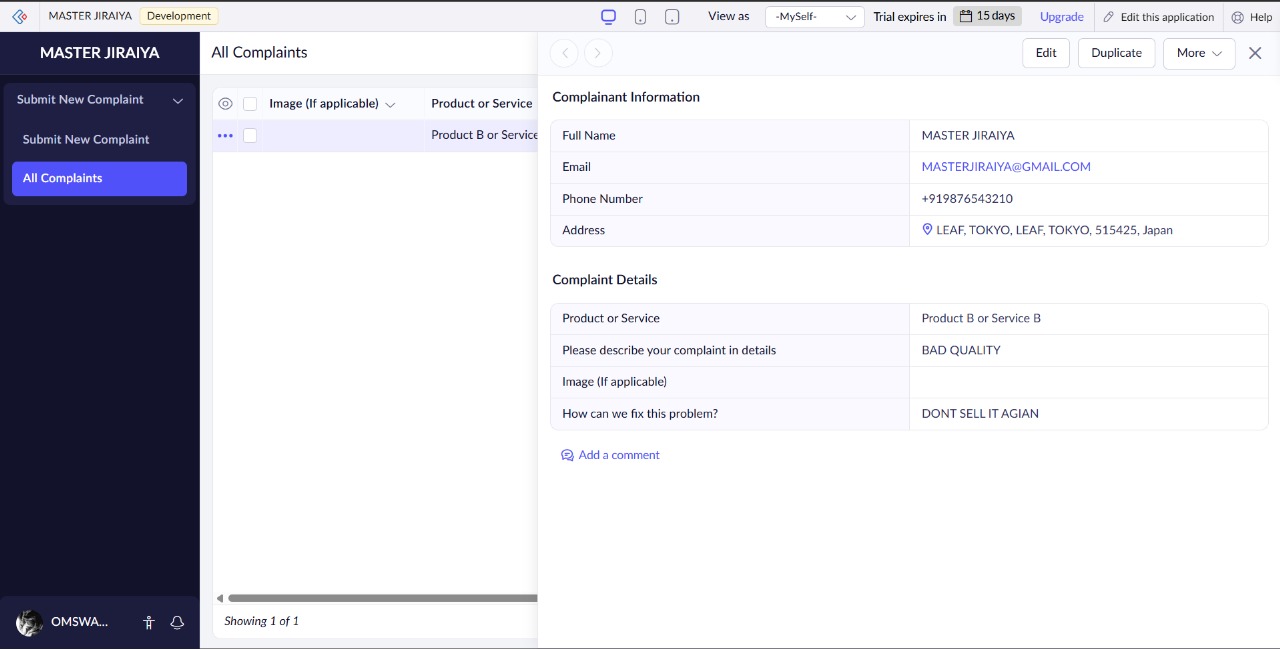 MASTER JIRAIYA Development View as -MySelf- Trial expires in 15 days Upgrade Edit this application Help
MASTER JIRAIYA
Submit New Complaint
Submit New Complaint
All Complaints
OMSWA...
All Complaints
Image (If applicable) Product or Service
Product B or Service
Showing 1 of 1
Edit Duplicate More
Complainant Information
Full Name MASTER JIRAIYA
Email MASTERJIRAIYA@GMAIL.COM
Phone Number +919876543210
Address LEAF, TOKYO, LEAF, TOKYO, 515425, Japan
Complaint Details
Product or Service Product B or Service B
Please describe your complaint in details BAD QUALITY
Image (If applicable)
How can we fix this problem? DONT SELL IT AGIAN
Add a comment